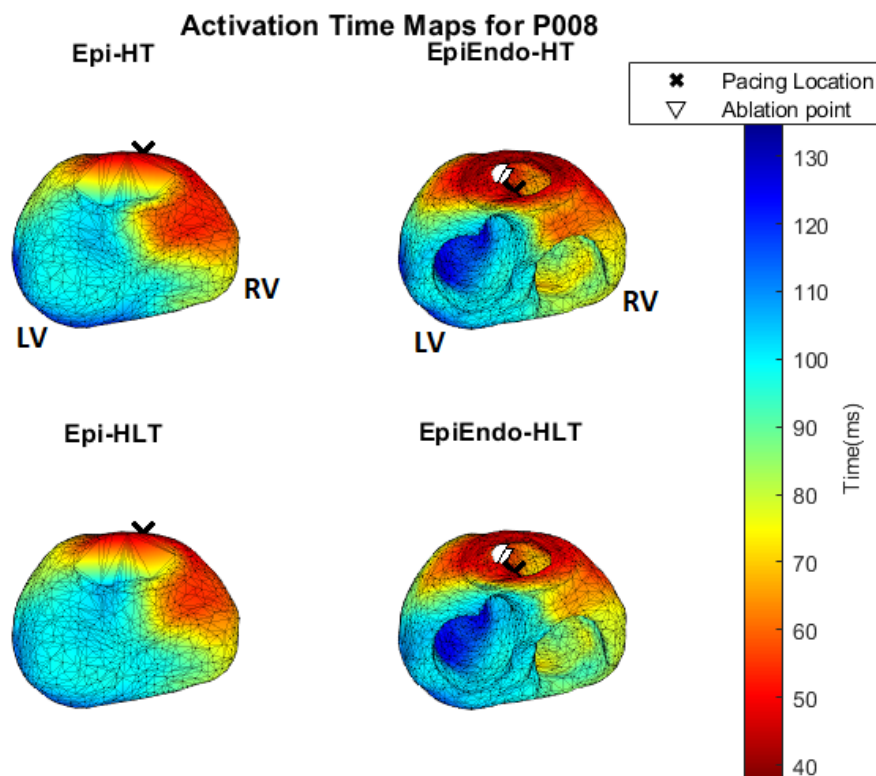 Activation Time Maps for P008
Epi-HT
EpiEndo-HT
Pacing Location
Ablation point
RV
LV
RV
LV
Epi-HLT
EpiEndo-HLT
130
120
110
100
90
80
70
60
50
40
Time(ms)